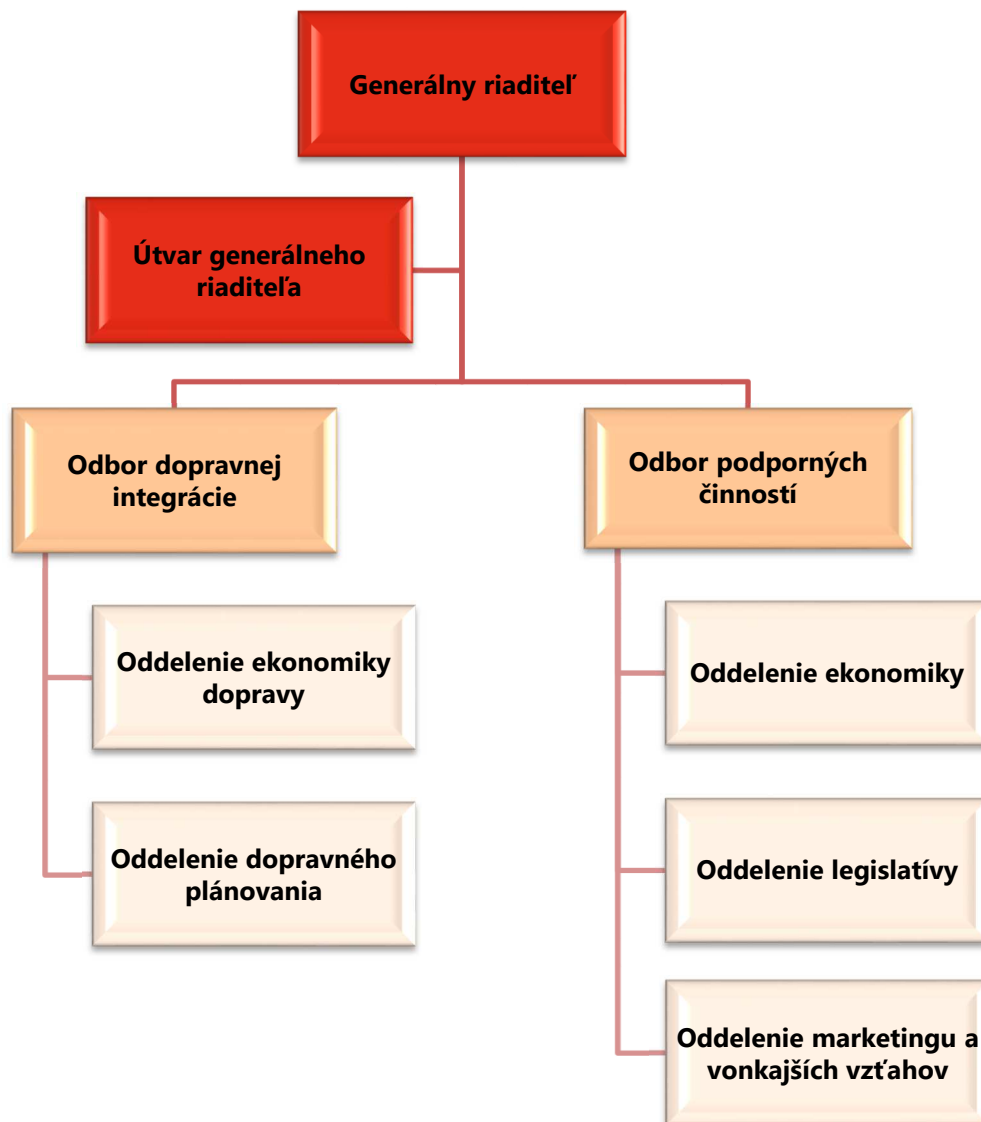 Generálny riaditeľ
Útvar generálneho
riaditeľa
Odbor dopravnej
integrácie
Oddelenie ekonomiky
dopravy
Oddelenie dopravného
plánovania
Odbor podporných
činností
Oddelenie ekonomiky
Oddelenie legislatívy
Oddelenie marketingu a
vonkajších vzťahov